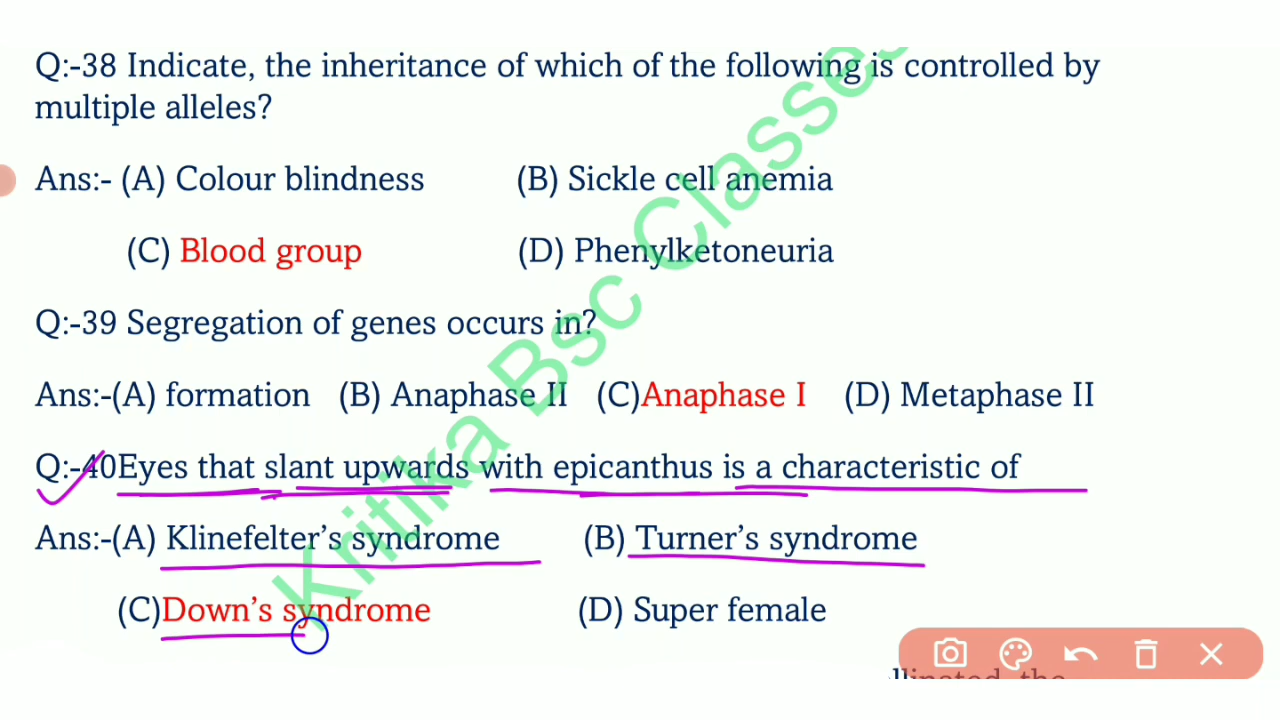 Q:-38 Indicate, the inheritance of which of the following is controlled by
multiple alleles?
Ans:- (A) Colour blindness (B) Sickle cell anemia
(C) Blood group (D) Phenylketoneuria
Q:-39 Segregation of genes occurs in?
Ans:-(A) formation (B) Anaphase II (C)Anaphase I (D) Metaphase II
Q:-40Eyes that slant upwards with epicanthus is a characteristic of
Ans:-(A) Klinefelter's syndrome (B) Turner's syndrome
(C)Down's syndrome (D) Super female
Kritika Bsc Classes